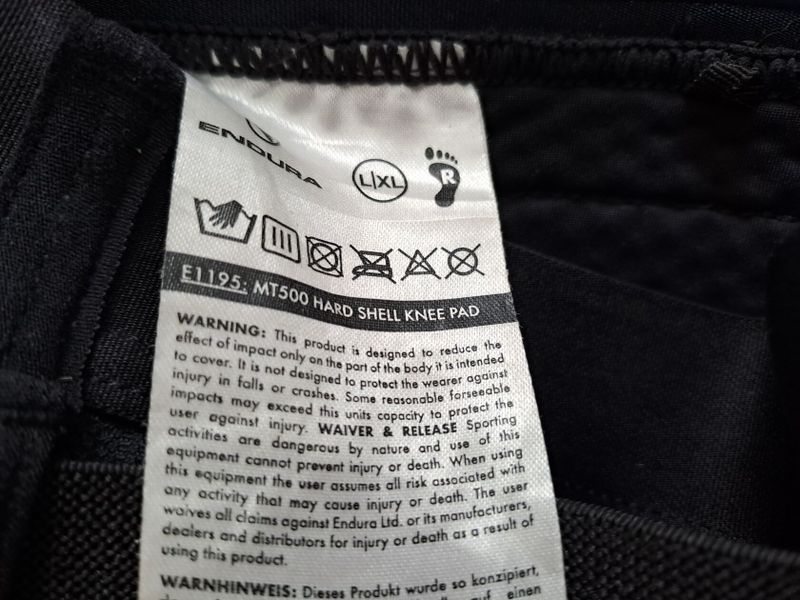 ENDURA
L|XL
R
E1195: MT500 HARD SHELL KNEE PAD
WARNING: This product is designed to reduce the
effect of impact only on the part of the body it is intended
to cover. It is not designed to protect the wearer against
injury in falls or crashes. Some reasonable forseeable
impacts may exceed this units capacity to protect the
user against injury. WAIVER & RELEASE Sporting
activities are dangerous by nature and use of this
equipment cannot prevent injury or death. When using
this equipment the user assumes all risk associated with
any activity that may cause injury or death. The user
waives all claims against Endura Ltd. or its manufacturers,
dealers and distributors for injury or death as a result of
using this product.
WARNHINWEIS: Dieses Produkt wurde so konzipiert,
auf einen